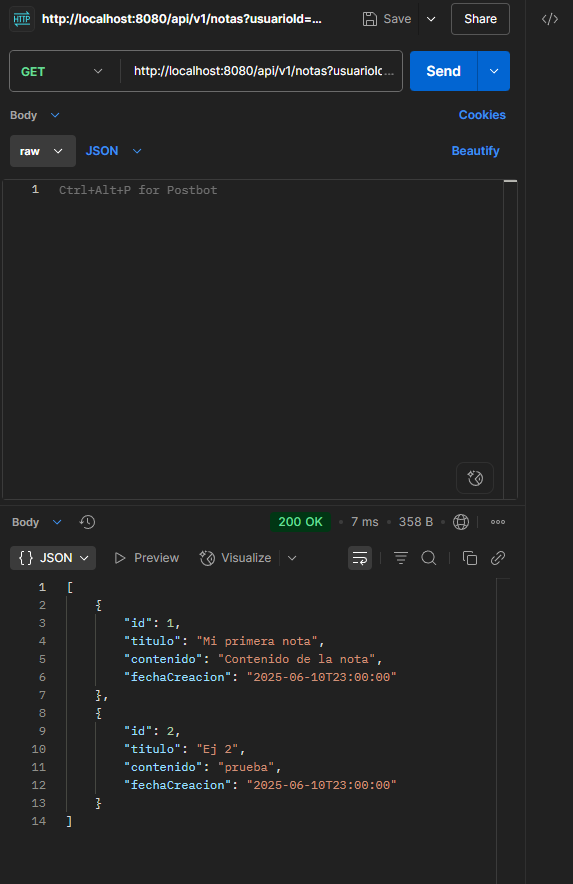 HTTP http://localhost:8080/api/v1/notas?usuarioId=... Save Share
GET http://localhost:8080/api/v1/notas?usuarioId... Send
Body Cookies
raw JSON Beautify
1 Ctrl+Alt+P for Postbot
Body 200 OK • 7 ms • 358 B •
{} JSON Preview Visualize
1 [
2 {
3 "id": 1,
4 "titulo": "Mi primera nota",
5 "contenido": "Contenido de la nota",
6 "fechaCreacion": "2025-06-10T23:00:00"
7 },
8 {
9 "id": 2,
10 "titulo": "Ej 2",
11 "contenido": "prueba",
12 "fechaCreacion": "2025-06-10T23:00:00"
13 }
14 ]